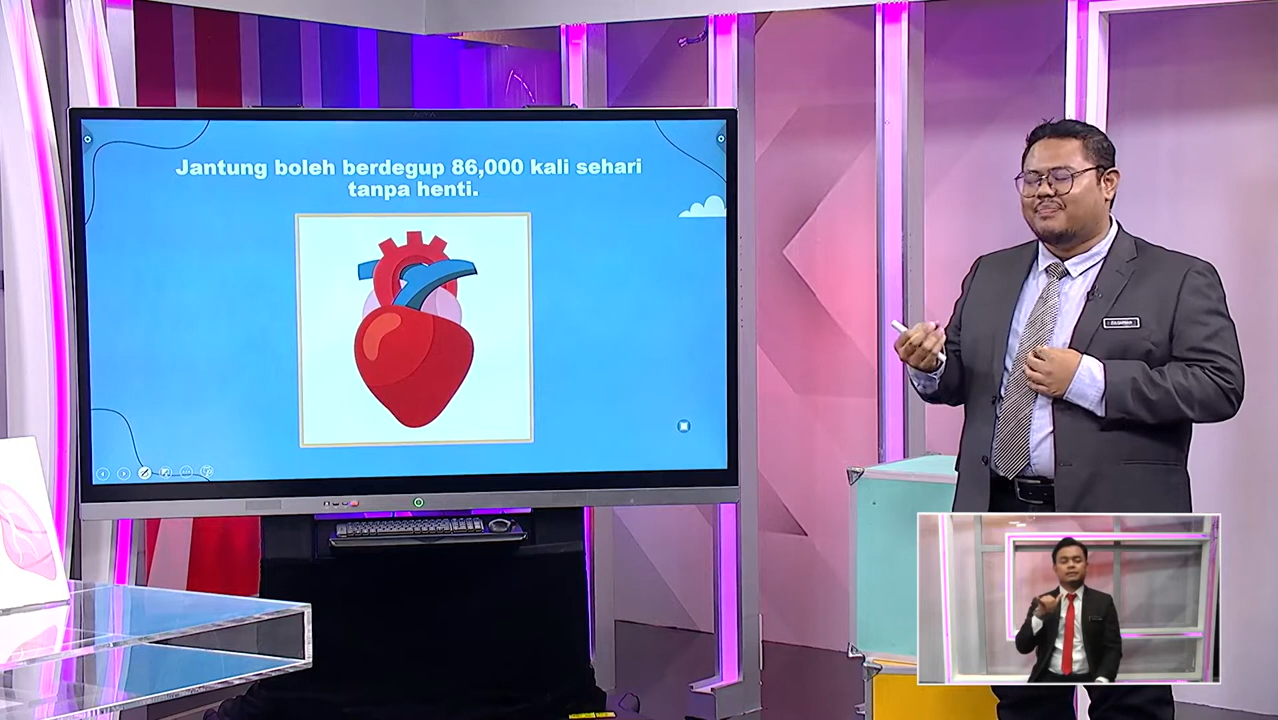 Jantung boleh berdegup 86,000 kali sehari
tanpa henti.